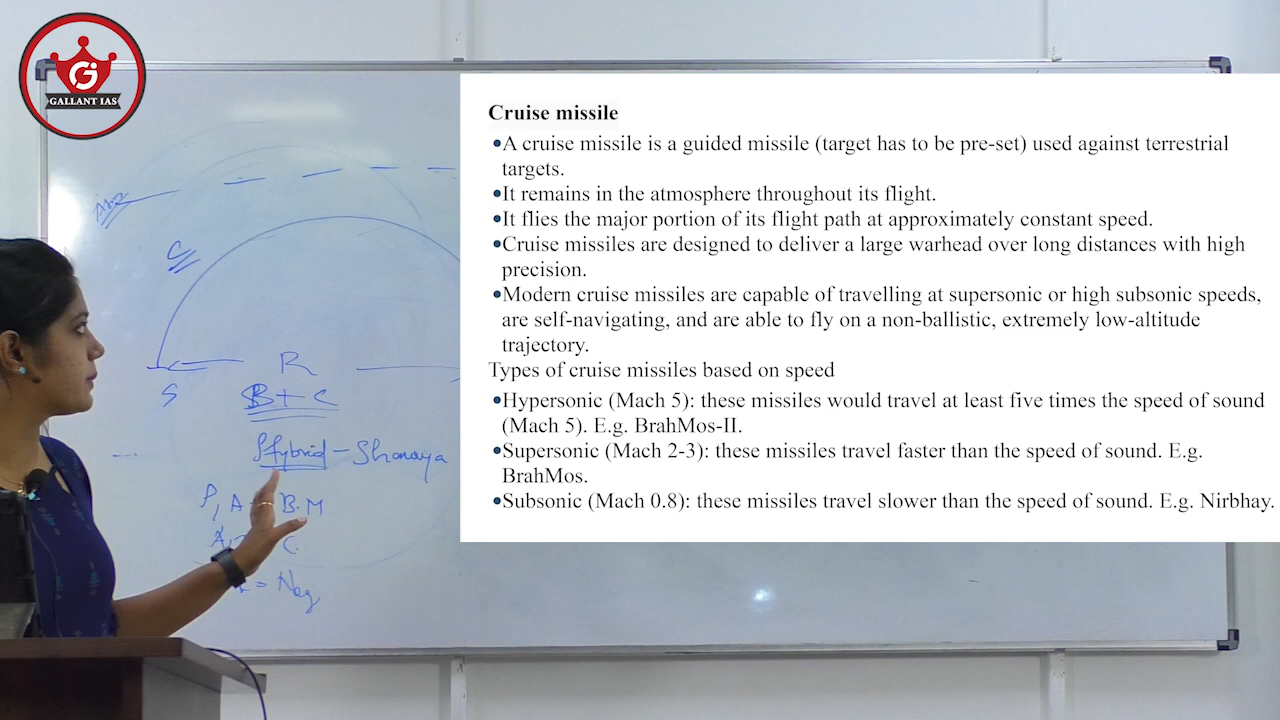 GALLANT IAS
Cruise missile
•A cruise missile is a guided missile (target has to be pre-set) used against terrestrial
targets.
•It remains in the atmosphere throughout its flight.
•It flies the major portion of its flight path at approximately constant speed.
•Cruise missiles are designed to deliver a large warhead over long distances with high
precision.
•Modern cruise missiles are capable of travelling at supersonic or high subsonic speeds,
are self-navigating, and are able to fly on a non-ballistic, extremely low-altitude
trajectory.
Types of cruise missiles based on speed
•Hypersonic (Mach 5): these missiles would travel at least five times the speed of sound
(Mach 5). E.g. BrahMos-II.
•Supersonic (Mach 2-3): these missiles travel faster than the speed of sound. E.g.
BrahMos.
•Subsonic (Mach 0.8): these missiles travel slower than the speed of sound. E.g. Nirbhay.
C
R
S
B + C
Hybrid - Shouraya
P, A B.M
C
= Nag